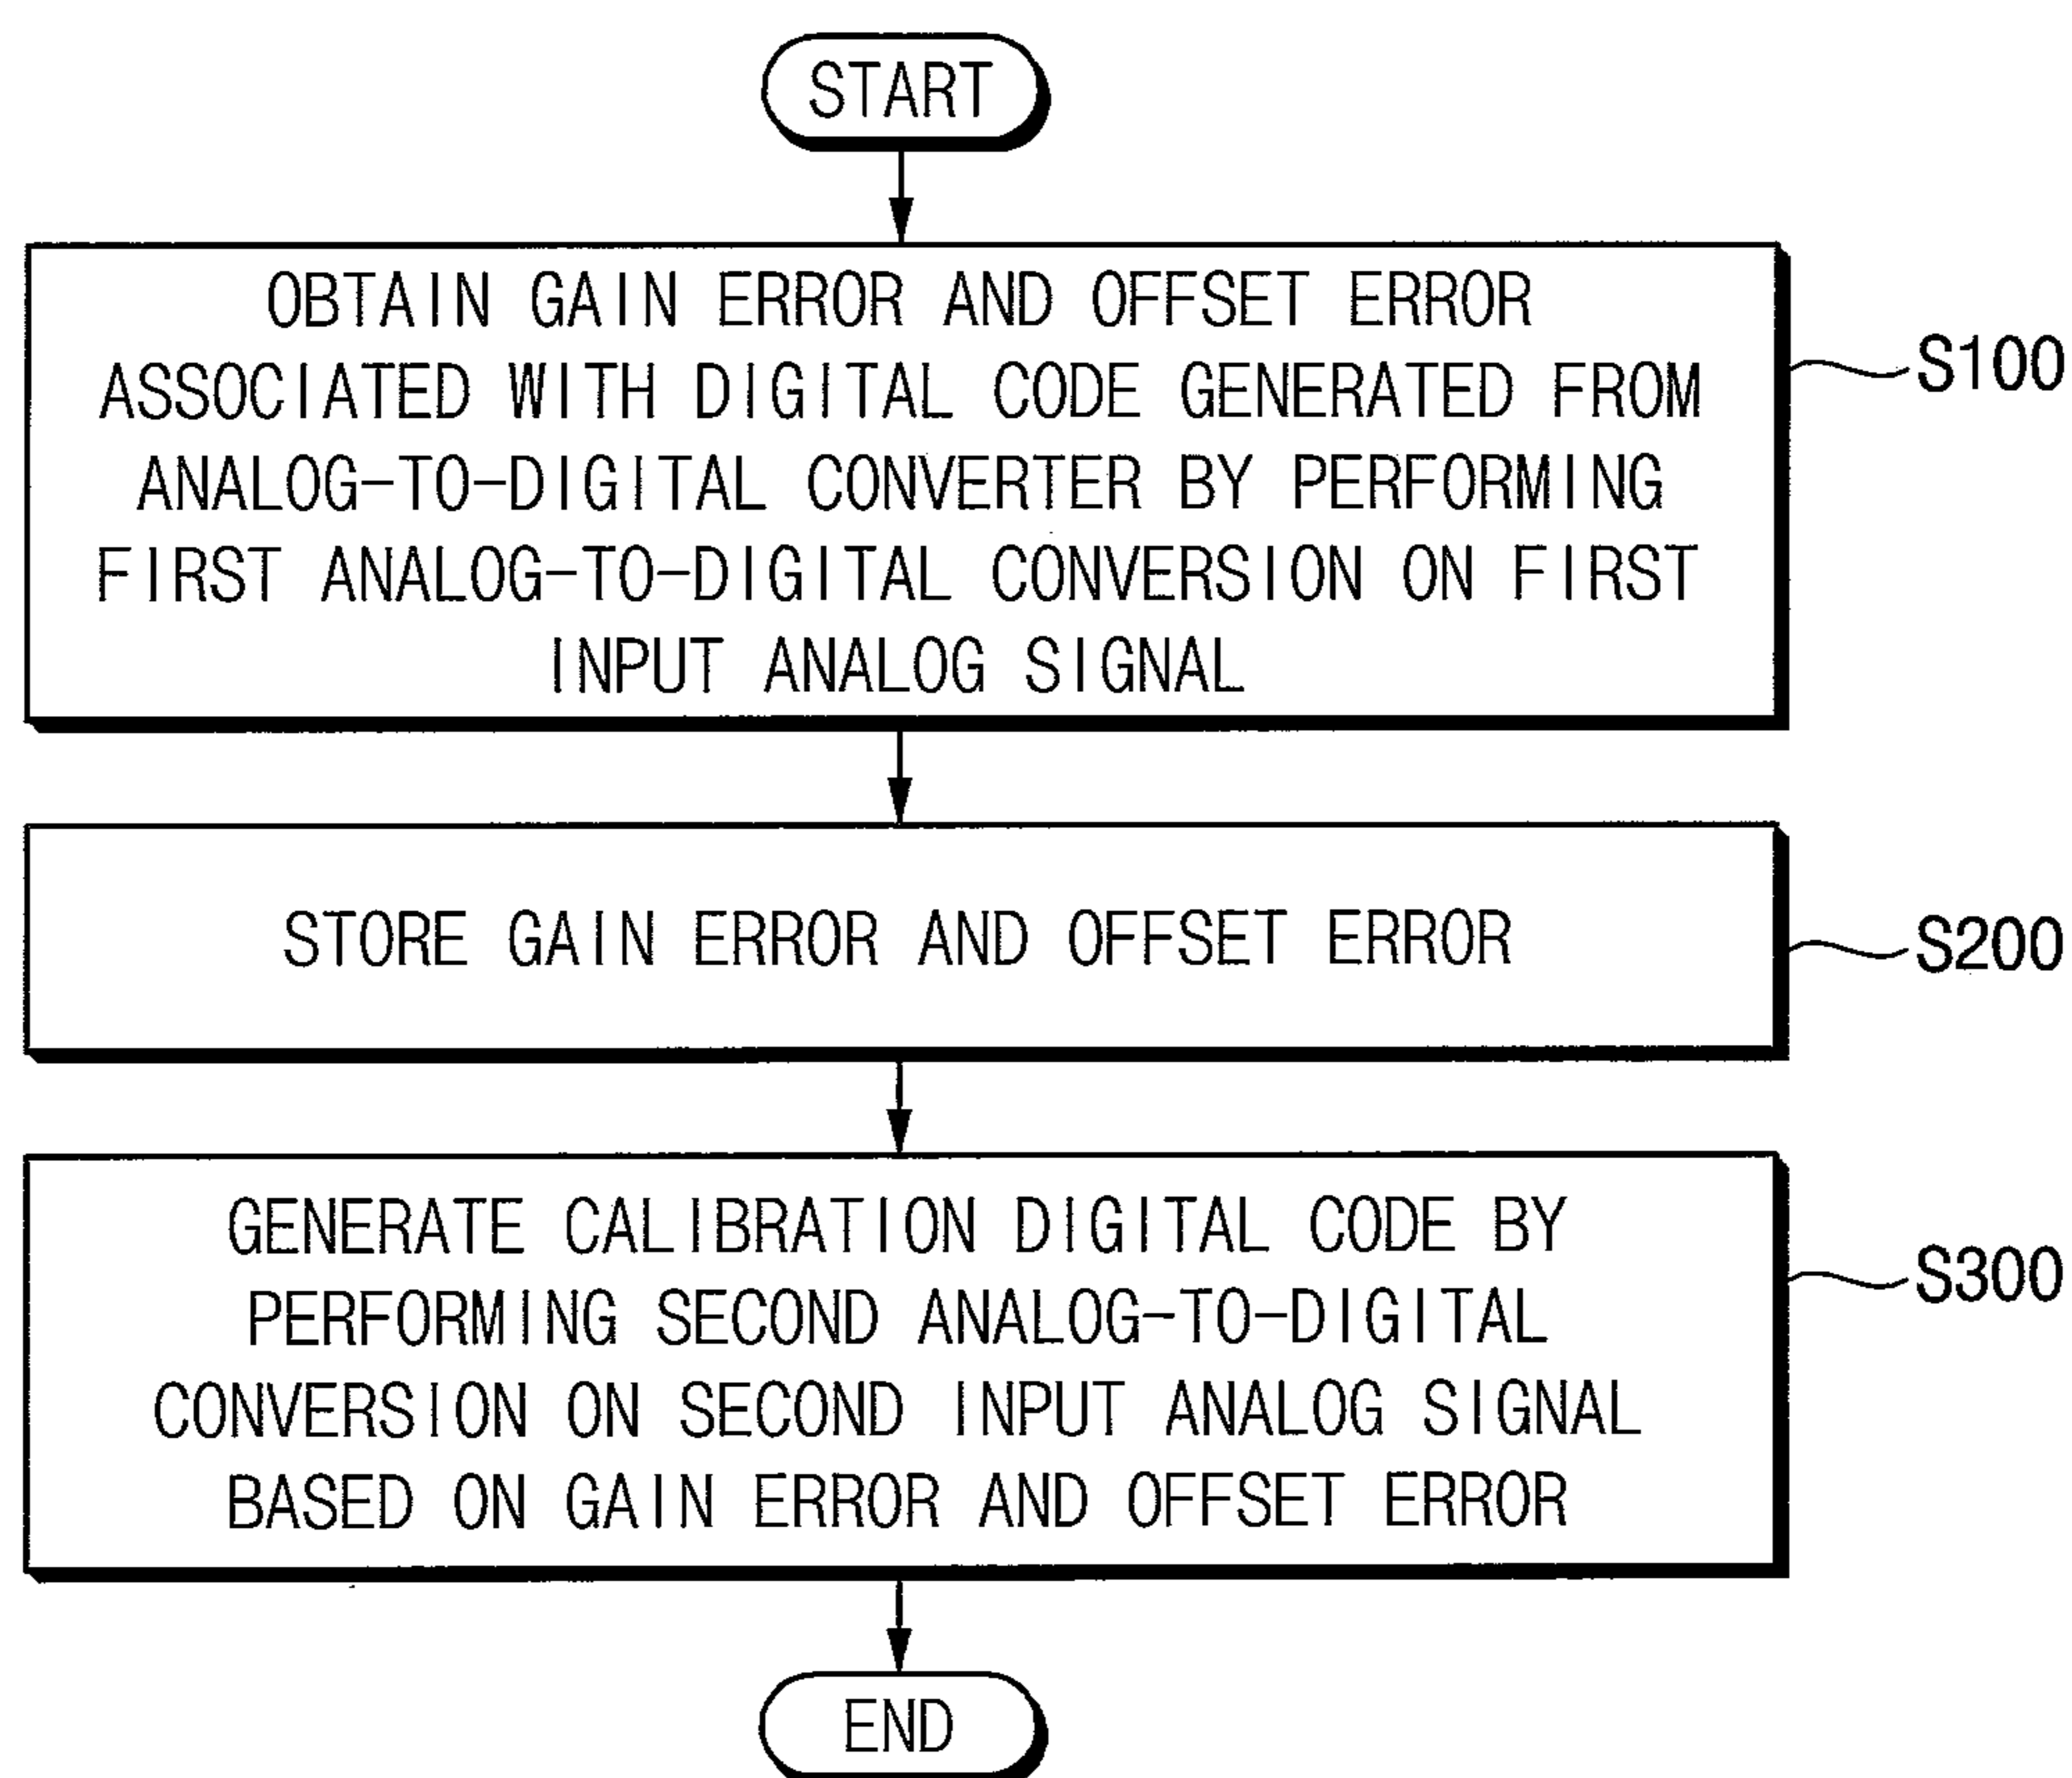 START
OBTAIN GAIN ERROR AND OFFSET ERROR
ASSOCIATED WITH DIGITAL CODE GENERATED FROM
ANALOG-TO-DIGITAL CONVERTER BY PERFORMING
FIRST ANALOG-TO-DIGITAL CONVERSION ON FIRST
INPUT ANALOG SIGNAL
S100
STORE GAIN ERROR AND OFFSET ERROR
S200
GENERATE CALIBRATION DIGITAL CODE BY
PERFORMING SECOND ANALOG-TO-DIGITAL
CONVERSION ON SECOND INPUT ANALOG SIGNAL
BASED ON GAIN ERROR AND OFFSET ERROR
S300
END